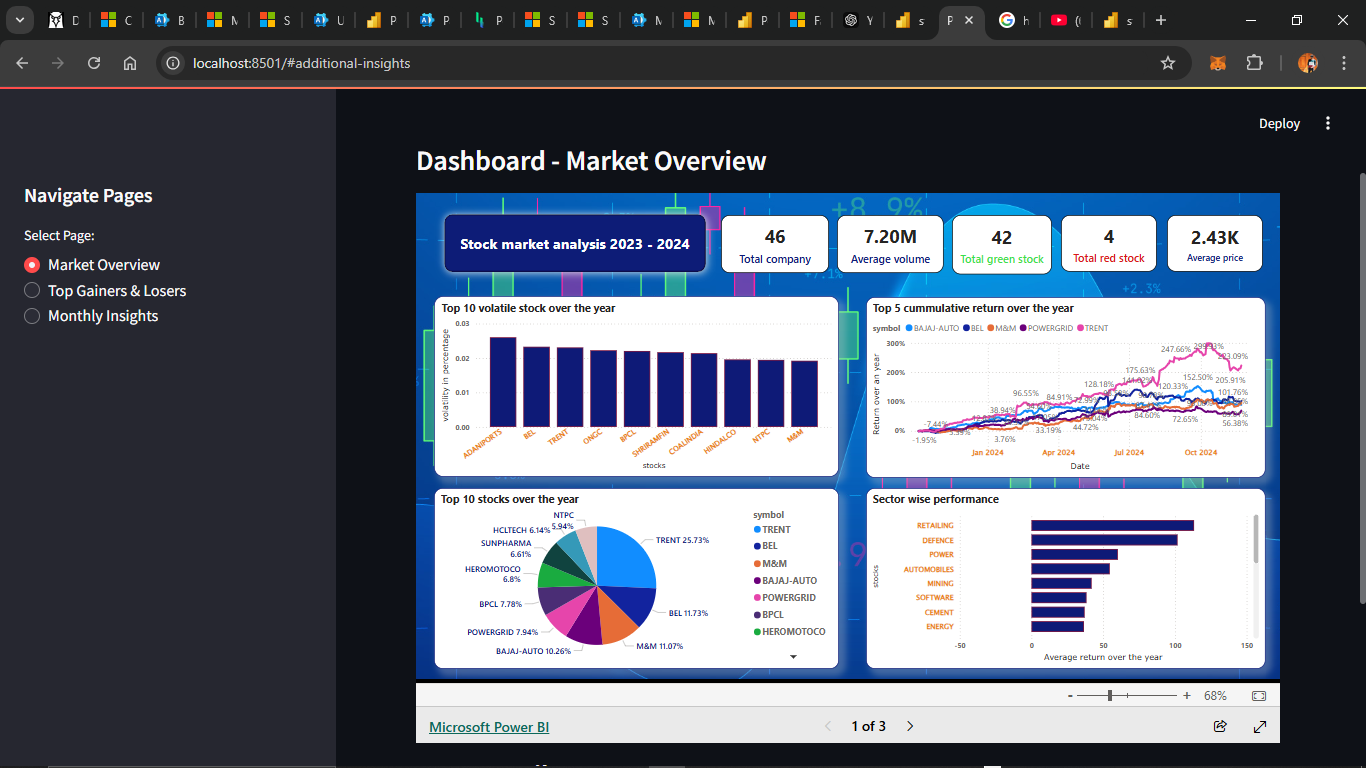 localhost:8501/#additional-insights
Deploy
Navigate Pages
Select Page:
Market Overview
Top Gainers & Losers
Monthly Insights
Dashboard - Market Overview
Stock market analysis 2023 - 2024
46
Total company
7.20M
Average volume
42
Total green stock
4
Total red stock
2.43K
Average price
+8.9%
+7.1%
+2.3%
Top 10 volatile stock over the year
volatility in percentage
0.03
0.02
0.01
0.00
ADANIPORTS
BEL
TRENT
ONGC
BPCL
SHRIRAMFIN
COALINDIA
HINDALCO
NTPC
M&M
stocks
Top 5 cummulative return over the year
symbol BAJAJ-AUTO BEL M&M POWERGRID TRENT
Return over an year
300%
200%
100%
0%
-7.44%
-1.95%
38.94%
3.76%
96.55%
33.19%
84.91%
44.72%
128.18%
175.63%
84.60%
120.33%
247.66%
72.65%
152.50%
205.91%
101.76%
56.38%
Jan 2024
Apr 2024
Jul 2024
Oct 2024
Date
Top 10 stocks over the year
NTPC
5.94%
HCLTECH 6.14%
SUNPHARMA
6.61%
HEROMOTOCO
6.8%
BPCL 7.78%
POWERGRID 7.94%
BAJAJ-AUTO 10.26%
M&M 11.07%
BEL 11.73%
TRENT 25.73%
symbol
TRENT
BEL
M&M
BAJAJ-AUTO
POWERGRID
BPCL
HEROMOTOCO
Sector wise performance
stocks
RETAILING
DEFENCE
POWER
AUTOMOBILES
MINING
SOFTWARE
CEMENT
ENERGY
-50
0
50
100
150
Average return over the year
- + 68%
Microsoft Power BI
1 of 3